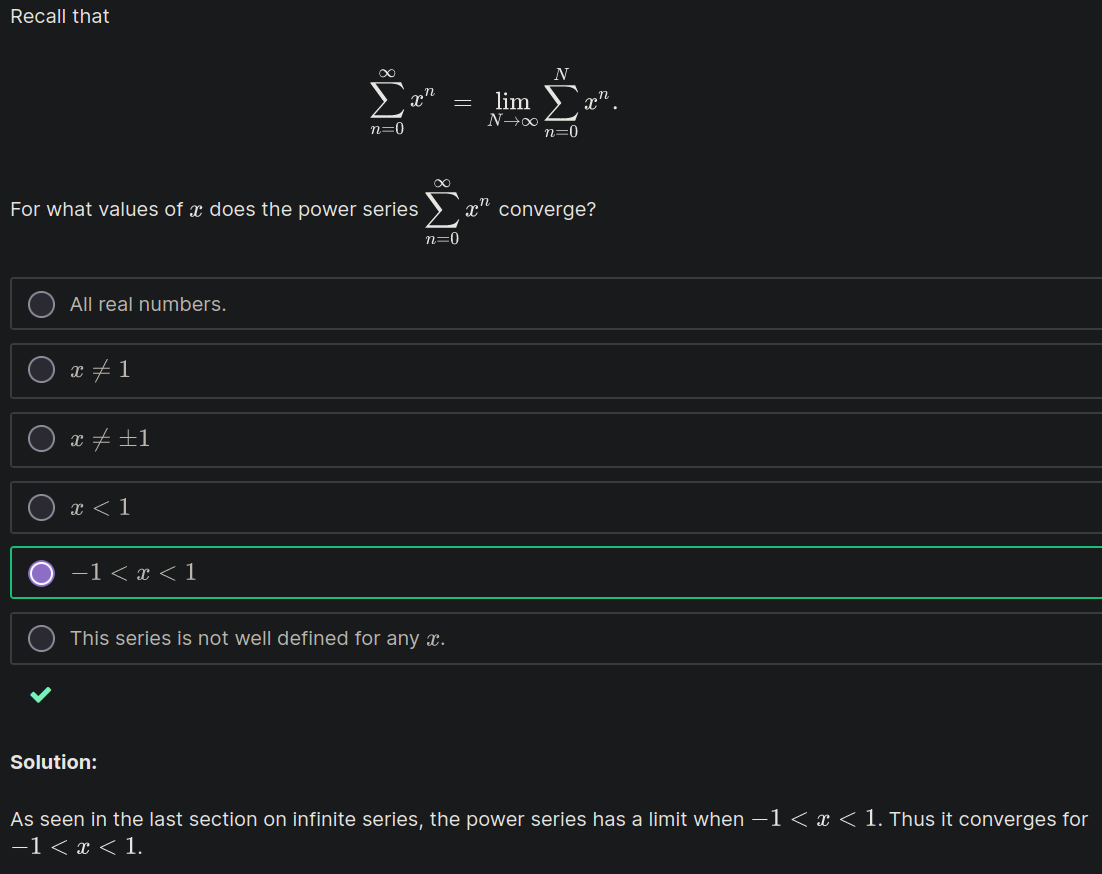 Recall that
$$\sum_{n=0}^{\infty} x^n = \lim_{N \to \infty} \sum_{n=0}^{N} x^n.$$
For what values of $x$ does the power series $\sum_{n=0}^{\infty} x^n$ converge?
All real numbers.
$x \neq 1$
$x \neq \pm 1$
$x < 1$
$-1 < x < 1$
This series is not well defined for any $x$.
Solution:
As seen in the last section on infinite series, the power series has a limit when $-1 < x < 1$. Thus it converges for
$-1 < x < 1$.